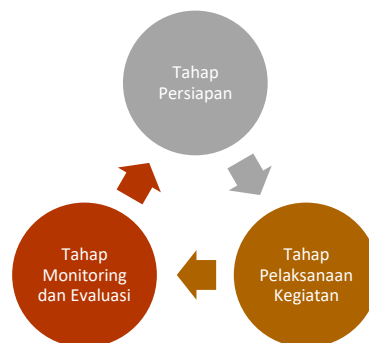 Tahap
Persiapan
Tahap
Pelaksanaan
Kegiatan
Tahap
Monitoring
dan Evaluasi